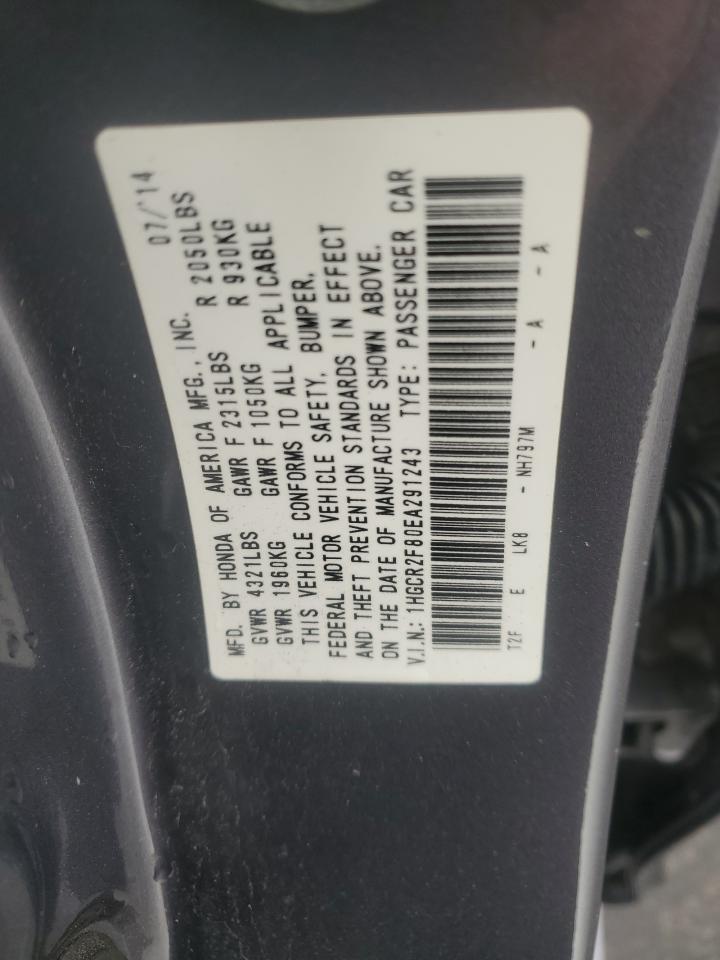 07/'14
MFD. BY HONDA OF AMERICA MFG., INC.
GVWR 4321LBS GAWR F 2315LBS R 2050LBS
GVWR 1960KG GAWR F 1050KG R 930KG
THIS VEHICLE CONFORMS TO ALL APPLICABLE
FEDERAL MOTOR VEHICLE SAFETY, BUMPER,
AND THEFT PREVENTION STANDARDS IN EFFECT
ON THE DATE OF MANUFACTURE SHOWN ABOVE.
V.I.N.: 1HGCR2F80EA291243 TYPE: PASSENGER CAR
T2F E LK8 - NH797M - A - A